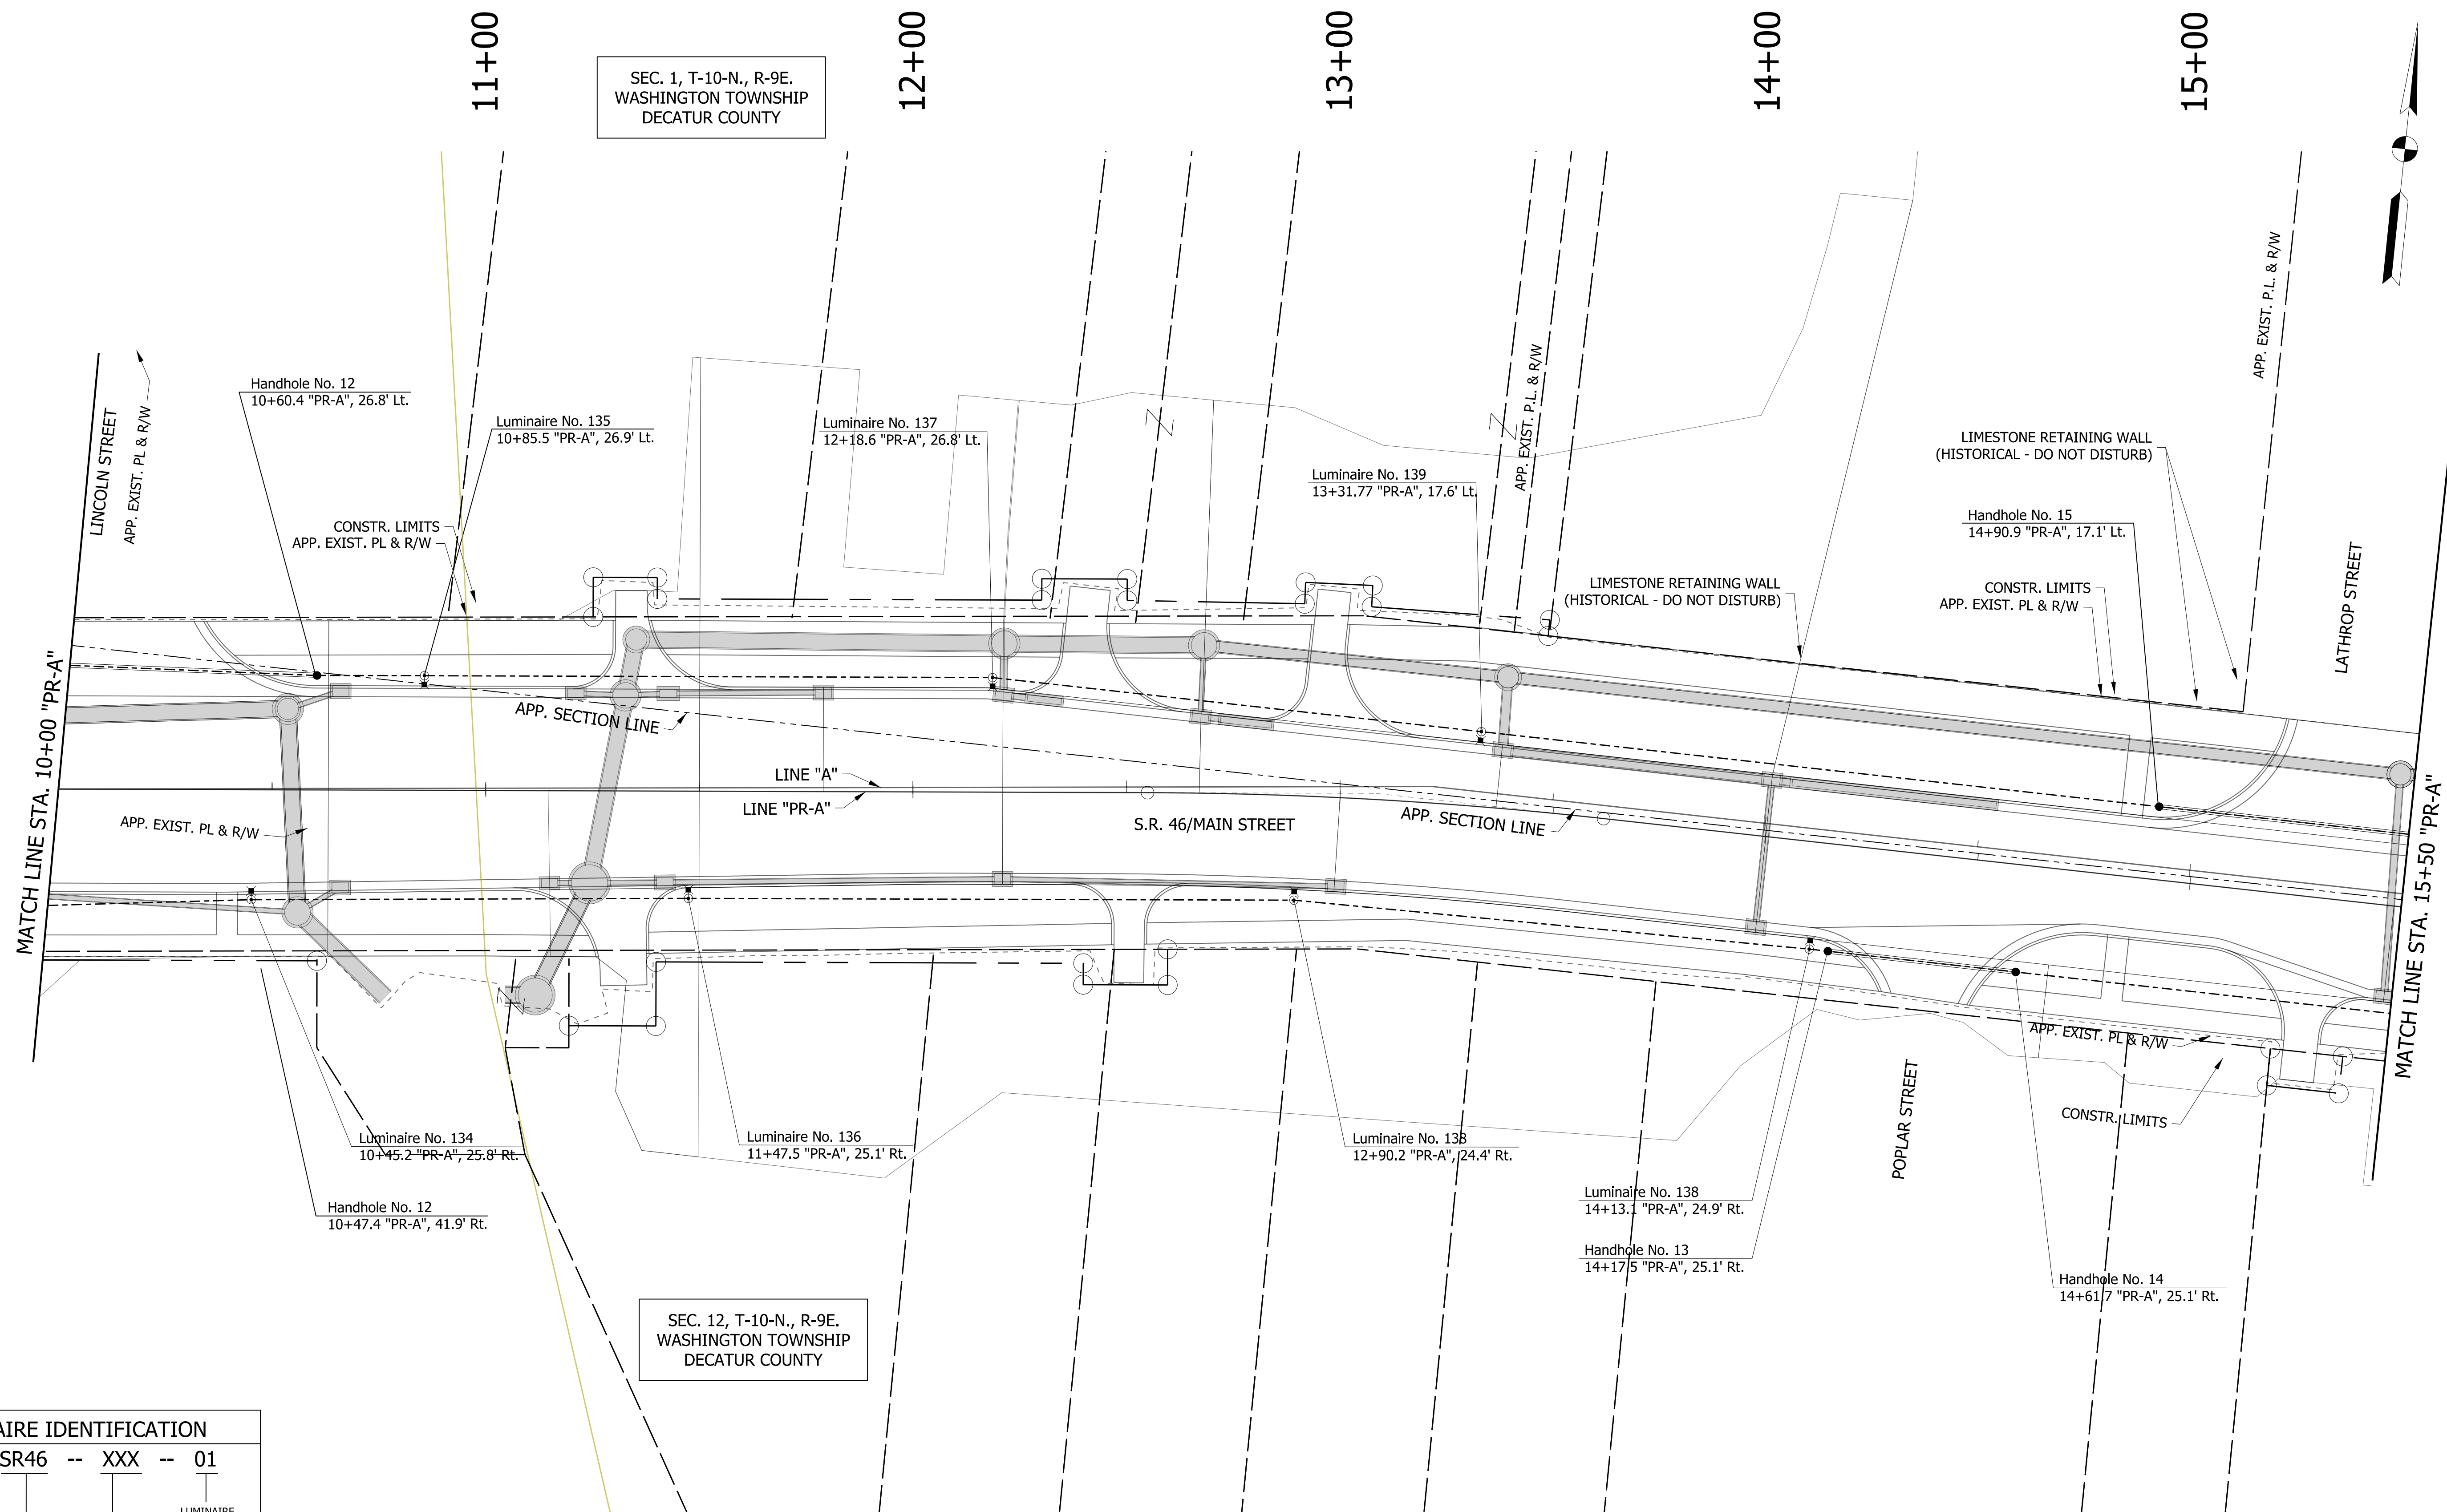 11+00
12+00
13+00
14+00
15+00
SEC. 1, T-10-N., R-9E.
WASHINGTON TOWNSHIP
DECATUR COUNTY
LINCOLN STREET
APP. EXIST. PL & R/W
Handhole No. 12
10+60.4 "PR-A", 26.8' Lt.
Luminaire No. 135
10+85.5 "PR-A", 26.9' Lt.
Luminaire No. 137
12+18.6 "PR-A", 26.8' Lt.
Luminaire No. 139
13+31.77 "PR-A", 17.6' Lt.
APP. EXIST. P.L. & R/W
APP. EXIST. P.L. & R/W
LIMESTONE RETAINING WALL
(HISTORICAL - DO NOT DISTURB)
Handhole No. 15
14+90.9 "PR-A", 17.1' Lt.
CONSTR. LIMITS
APP. EXIST. PL & R/W
LIMESTONE RETAINING WALL
(HISTORICAL - DO NOT DISTURB)
CONSTR. LIMITS
APP. EXIST. PL & R/W
LATHROP STREET
MATCH LINE STA. 10+00 "PR-A"
APP. SECTION LINE
LINE "A"
LINE "PR-A"
APP. EXIST. PL & R/W
S.R. 46/MAIN STREET
APP. SECTION LINE
MATCH LINE STA. 15+50 "PR-A"
APP. EXIST. PL & R/W
CONSTR. LIMITS
POPLAR STREET
Luminaire No. 134
10+45.2 "PR-A", 25.8' Rt.
Luminaire No. 136
11+47.5 "PR-A", 25.1' Rt.
Luminaire No. 138
12+90.2 "PR-A", 24.4' Rt.
Luminaire No. 138
14+13.1 "PR-A", 24.9' Rt.
Handhole No. 12
10+47.4 "PR-A", 41.9' Rt.
Handhole No. 13
14+17.5 "PR-A", 25.1' Rt.
Handhole No. 14
14+61.7 "PR-A", 25.1' Rt.
SEC. 12, T-10-N., R-9E.
WASHINGTON TOWNSHIP
DECATUR COUNTY
AIRE IDENTIFICATION
SR46 -- XXX -- 01
LUMINAIRE